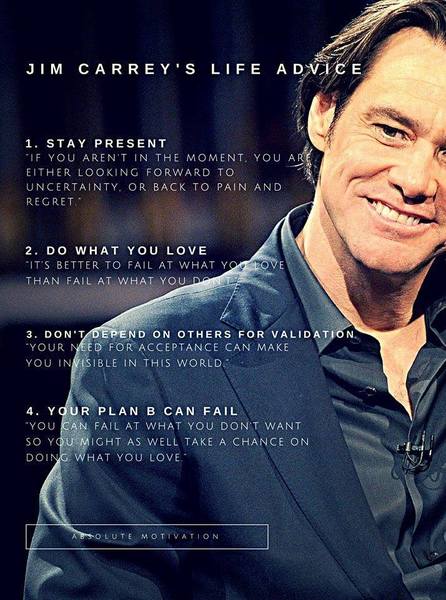 JIM CARREY'S LIFE ADVICE
1. STAY PRESENT
"IF YOU AREN'T IN THE MOMENT, YOU ARE
EITHER LOOKING FORWARD TO
UNCERTAINTY, OR BACK TO PAIN AND
REGRET."
2. DO WHAT YOU LOVE
"IT'S BETTER TO FAIL AT WHAT YOU LOVE
THAN FAIL AT WHAT YOU DON'T."
3. DON'T DEPEND ON OTHERS FOR VALIDATION
"YOUR NEED FOR ACCEPTANCE CAN MAKE
YOU INVISIBLE IN THIS WORLD."
4. YOUR PLAN B CAN FAIL
"YOU CAN FAIL AT WHAT YOU DON'T WANT
SO YOU MIGHT AS WELL TAKE A CHANCE ON
DOING WHAT YOU LOVE."
ABSOLUTE MOTIVATION